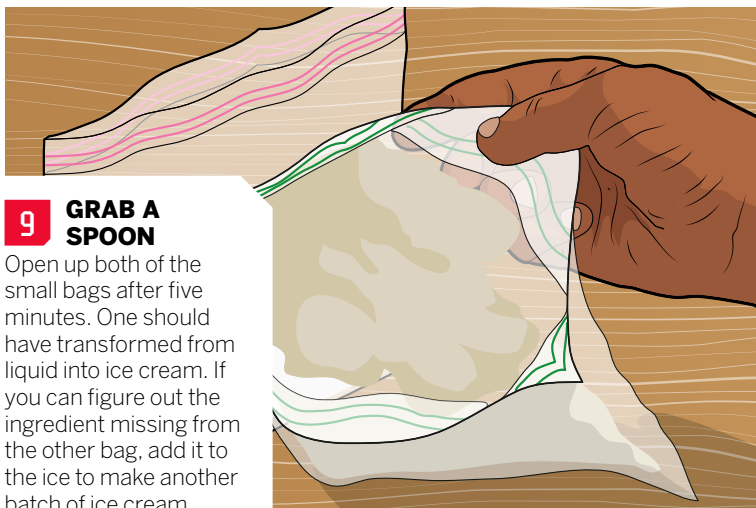 9 GRAB A
SPOON
Open up both of the
small bags after five
minutes. One should
have transformed from
liquid into ice cream. If
you can figure out the
ingredient missing from
the other bag, add it to
the ice to make another
batch of ice cream